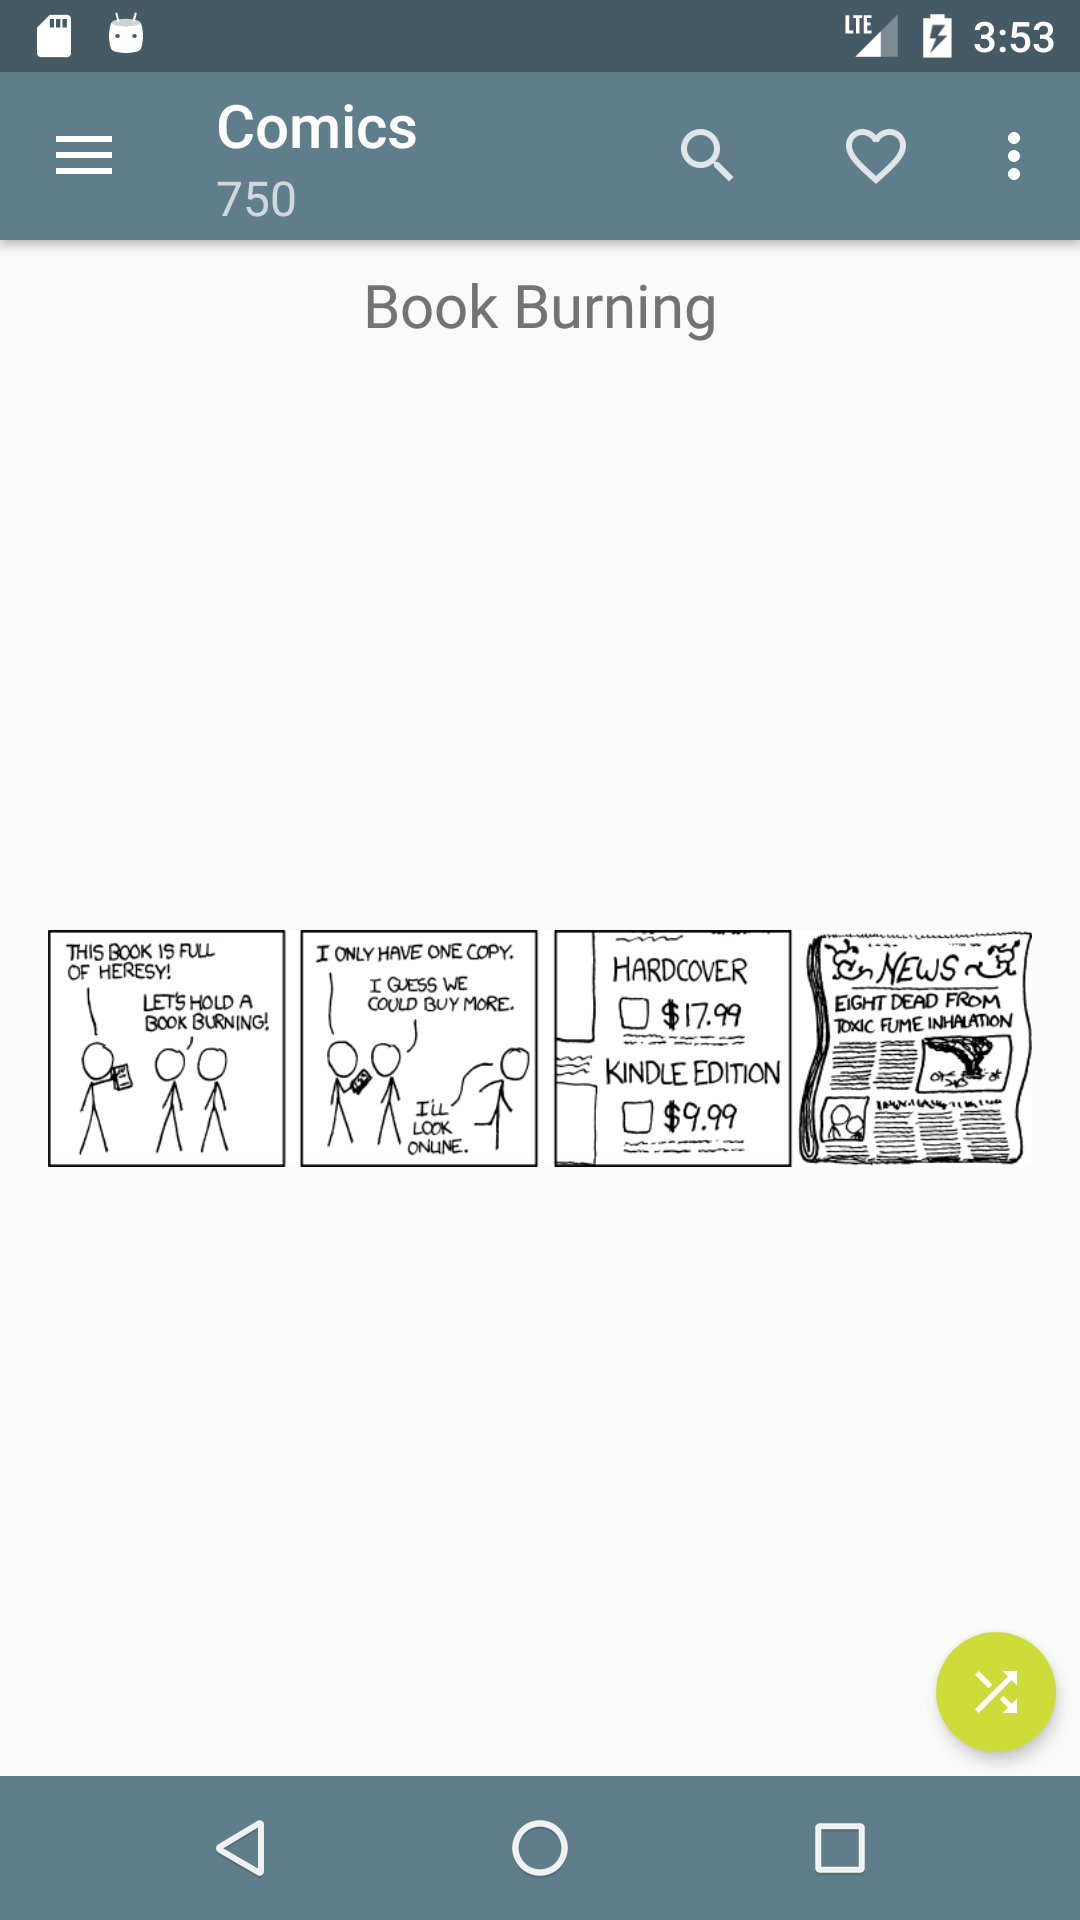 LTE 3:53
Comics
750
Book Burning
THIS BOOK IS FULL
OF HERESY!
LET'S HOLD A
BOOK BURNING!
I ONLY HAVE ONE COPY.
I GUESS WE
COULD BUY MORE.
I'LL
LOOK
ONLINE.
HARDCOVER
$17.99
KINDLE EDITION
$9.99
NEWS
EIGHT DEAD FROM
TOXIC FUME INHALATION